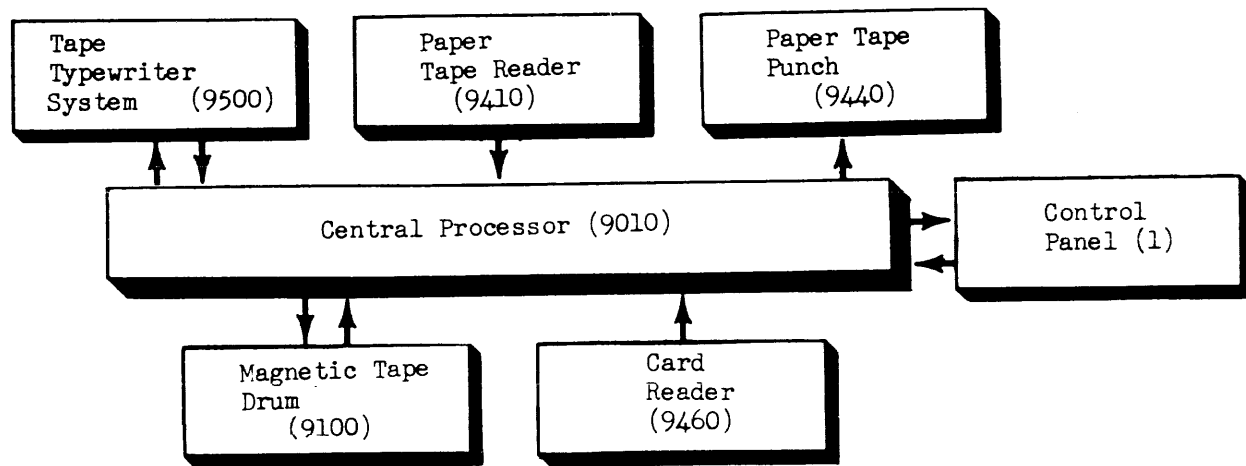 Tape
Typewriter
System (9500)
Paper
Tape Reader
(9410)
Paper Tape
Punch
(9440)
Central Processor (9010)
Control
Panel (1)
Magnetic Tape
Drum
(9100)
Card
Reader
(9460)